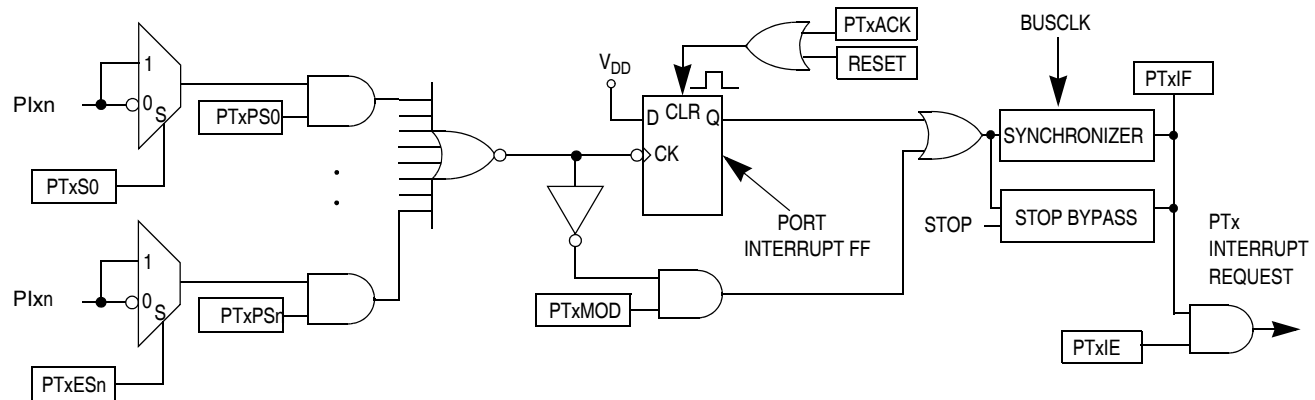 PIxn
1
0
S
PTxS0
PTxPS0
PIxn
1
0
S
PTxESn
PTxPSn
VDD
D
CLR
Q
CK
PTxACK
RESET
PORT
INTERRUPT FF
PTxMOD
BUSCLK
SYNCHRONIZER
STOP
STOP BYPASS
PTxIF
PTx
INTERRUPT
REQUEST
PTxIE